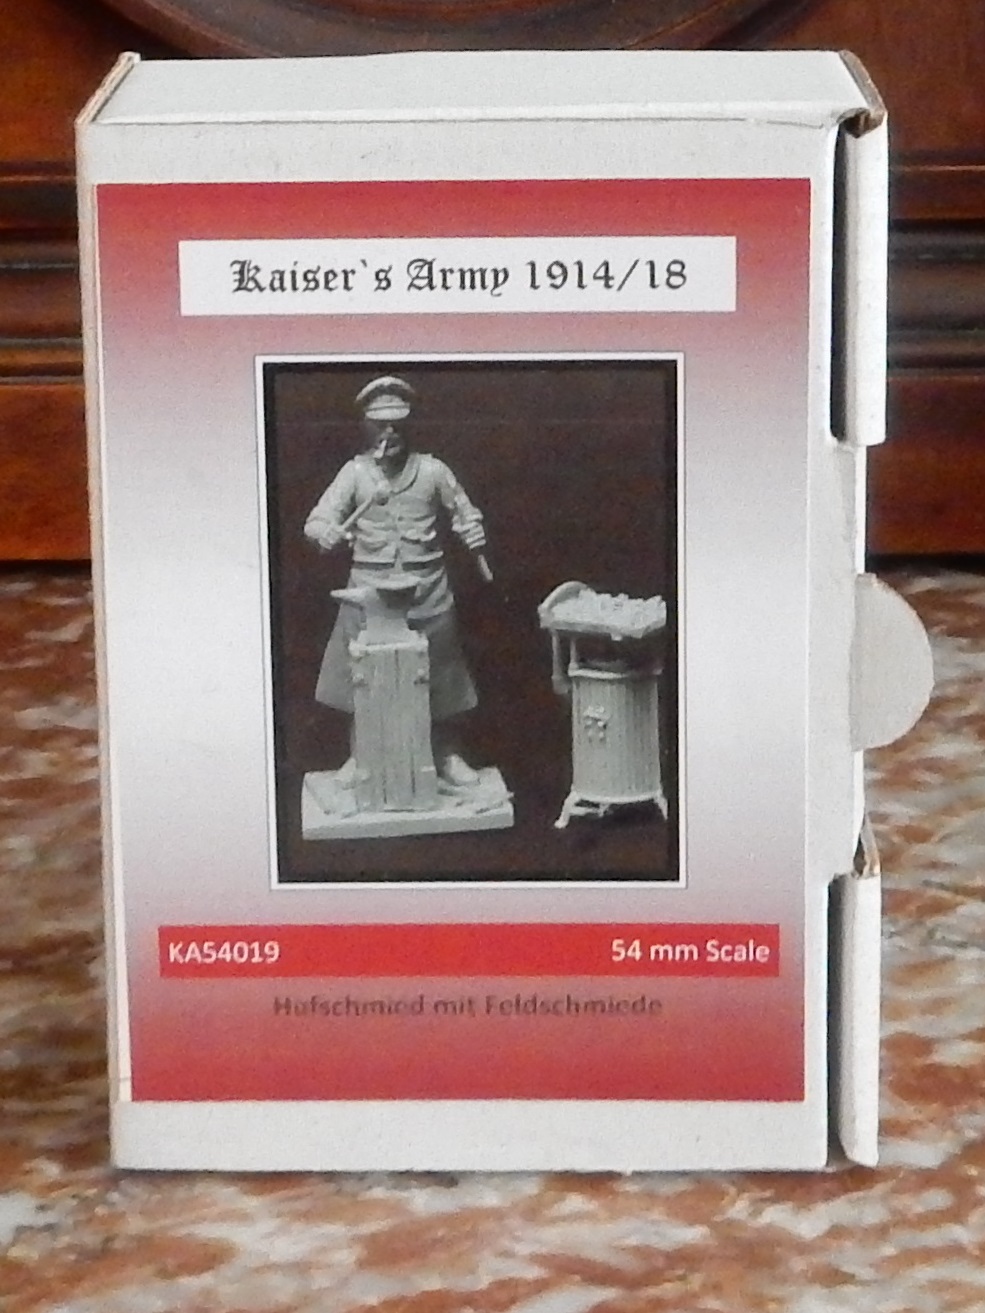 Kaiser`s Army 1914/18
KA54019 54 mm Scale
Hufschmied mit Feldschmiede